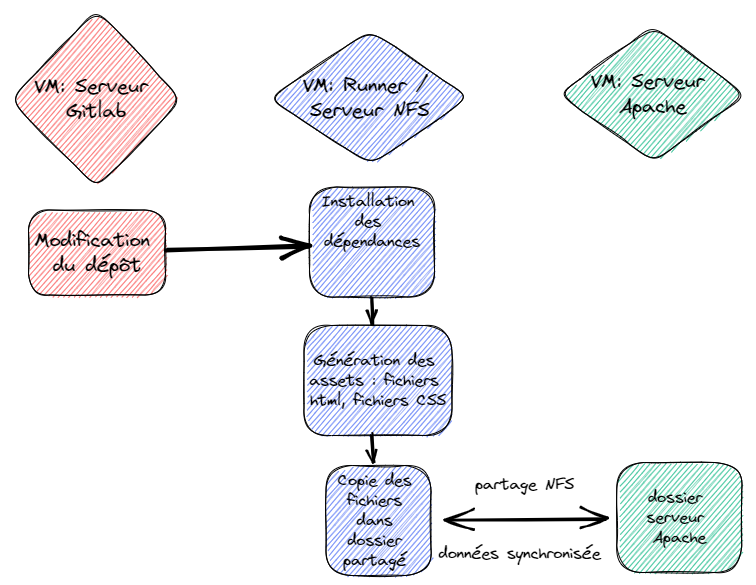 VM: Serveur
Gitlab
VM: Runner /
Serveur NFS
VM: Serveur
Apache
Modification
du dépôt
Installation
des
dépendances
Génération des
assets : fichiers
html, fichiers CSS
Copie des
fichiers
dans
dossier
partagé
partage NFS
données synchronisée
dossier
serveur
Apache